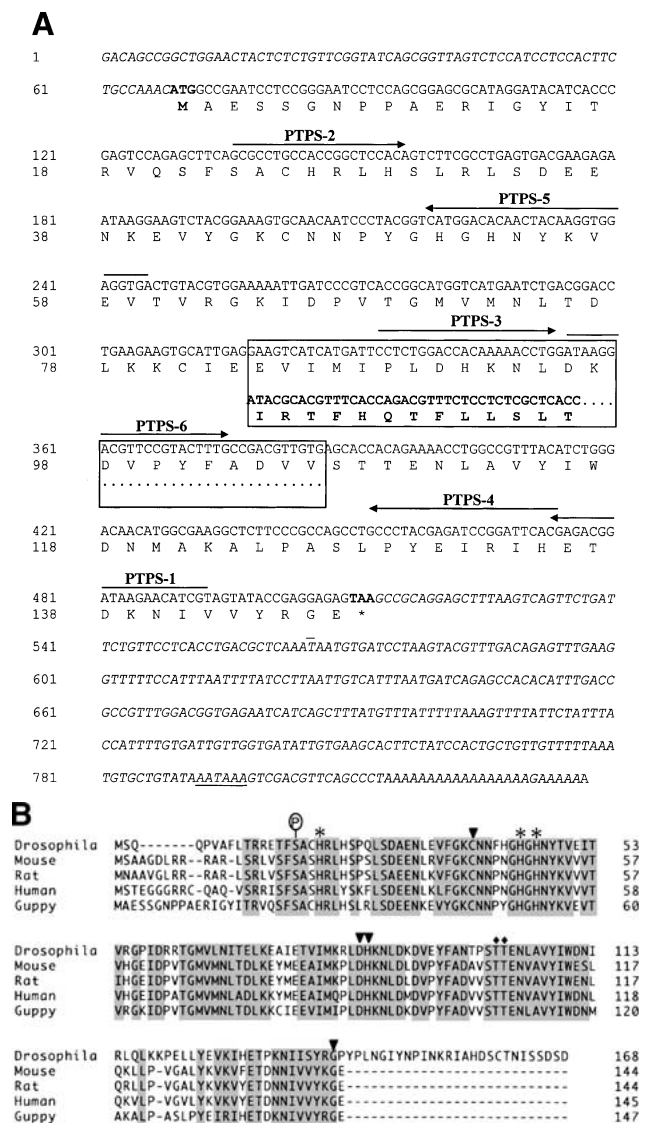 A
1 GACAGCCGGCTGGAACTACTCTCTGTTCGGTATCAGCGGTTAGTCTCCATCCTCCACTTC
61 TGCCAAACATGGCCGAATCCTCCGGGAATCCTCCAGCGGAGCGCATAGGATACATCACCC
M A E S S G N P P A E R I G Y I T
PTPS-2
121 GAGTCCAGAGCTTCAGCGCCTGCCACCGGCTCCACAGTCTTCGCCTGAGTGACGAAGAGA
18 R V Q S F S A C H R L H S L R L S D E E
PTPS-5
181 ATAAGGAAGTCTACGGAAAGTGCAACAATCCCTACGGTCATGGACACAACTACAAGGTGG
38 N K E V Y G K C N N P Y G H G H N Y K V
241 AGGTGACTGTACGTGGAAAAATTGATCCCGTCACCGGCATGGTCATGAATCTGACGGACC
58 E V T V R G K I D P V T G M V M N L T D
PTPS-3
301 TGAAGAAGTGCATTGAGGAAGTCATCATGATTCCTCTGGACCACAAAAACCTGGATAAGG
78 L K K C I E E V I M I P L D H K N L D K
ATACGCACGTTTCACCAGACGTTTCTCCTCTCGCTCACC....
I R T F H Q T F L L S L T
PTPS-6
361 ACGTTCCGTACTTTGCCGACGTTGTGAGCACCACAGAAAACCTGGCCGTTTACATCTGGG
98 D V P Y F A D V V S T T E N L A V Y I W
.........................
PTPS-4
421 ACAACATGGCGAAGGCTCTTCCCGCCAGCCTGCCCTACGAGATCCGGATTCACGAGACGG
118 D N M A K A L P A S L P Y E I R I H E T
PTPS-1
481 ATAAGAACATCGTAGTATACCGAGGAGAGTAAGCCGCAGGAGCTTTAAGTCAGTTCTGAT
138 D K N I V V Y R G E *
541 TCTGTTCCTCACCTGACGCTCAAATAATGTGATCCTAAGTACGTTTGACAGAGTTTGAAG
601 GTTTTTCCATTTAATTTTATCCTTAATTGTCATTTAATGATCAGAGCCACACATTTGACC
661 GCCGTTTGGACGGTGAGAATCATCAGCTTTATGTTTATTTTTAAAGTTTTATTCTATTTA
721 CCATTTTGTGATTGTTGGTGATATTGTGAAGCACTTCTATCCACTGCTGTTGTTTTTAAA
781 TGTGCTGTATAAATAAAGTCGACGTTCAGCCCTAAAAAAAAAAAAAAAAAGAAAAAA
B
P * * *
Drosophila MSQ-------QPVAFLTRRETFSACHRLHSPQLSDAENLEVFGKCNNFHGHGHNYTVEIT 53
Mouse MSAAGDLRR--RAR-LSRLVSFSASHRLHSPSLSDEENLRVFGKCNNPNGHGHNYKVVVT 57
Rat MNAAVGLRR--RAR-LSRLVSFSASHRLHSPSLSAEENLKVFGKCNNPNGHGHNYKVVVT 57
Human MSTEGGGRRC-QAQ-VSRRISFSASHRLYSKFLSDEENLKLFGKCNNPNGHGHNYKVVVT 58
Guppy MAESSGNPPAERIGYITRVQSFSACHRLHSLRLSDEENKEVYGKCNNPYGHGHNYKVEVT 60
Drosophila VRGPIDRRTGMVLNITELKEAIETVIMKRLDHKNLDKDVEYFANTPSTTENLAVYIWDNI 113
Mouse VHGEIDPVTGMVMNLTDLKEYMEEAIMKPLDHKNLDLDVPYFADAVSTTENVAVYIWESL 117
Rat IHGEIDPVTGMVMNLTDLKEYMEEAIMKPLDHKNLDLDVPYFADVVSTTENVAVYIWENL 117
Human VHGEIDPATGMVMNLADLKKYMEEAIMQPLDHKNLDMDVPYFADVVSTTENVAVYIWDNL 118
Guppy VRGKIDPVTGMVMNLTDLKKCIEEVIMIPLDHKNLDKDVPYFADVVSTTENLAVYIWDNM 120
Drosophila RLQLKKPELLYEVKIHETPKNIISYRGPYPLNGIYNPINKRIAHDSCTNISSDSD 168
Mouse QKLLP-VGALYKVKVFETDNNIVVYKGE--------------------------- 144
Rat QRLLP-VGALYKVKVYETDNNIVVYKGE--------------------------- 144
Human QKVLP-VGVLYKVKVYETDNNIVVYKGE--------------------------- 145
Guppy AKALP-ASLPYEIRIHETDKNIVVYRGE--------------------------- 147